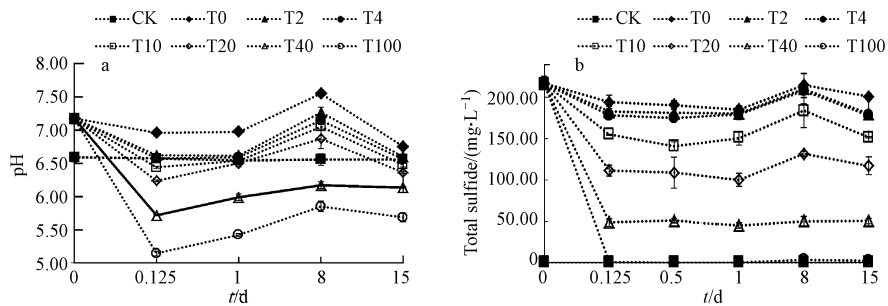 CK T0 T2 T4
T10 T20 T40 T100
a
8.00
7.50
7.00
6.50
6.00
5.50
5.00
pH
0 0.125 1 8 15
t/d
CK T0 T2 T4
T10 T20 T40 T100
b
200.00
150.00
100.00
50.00
0
Total sulfide/(mg·L⁻¹)
0 0.125 0.5 1 8 15
t/d